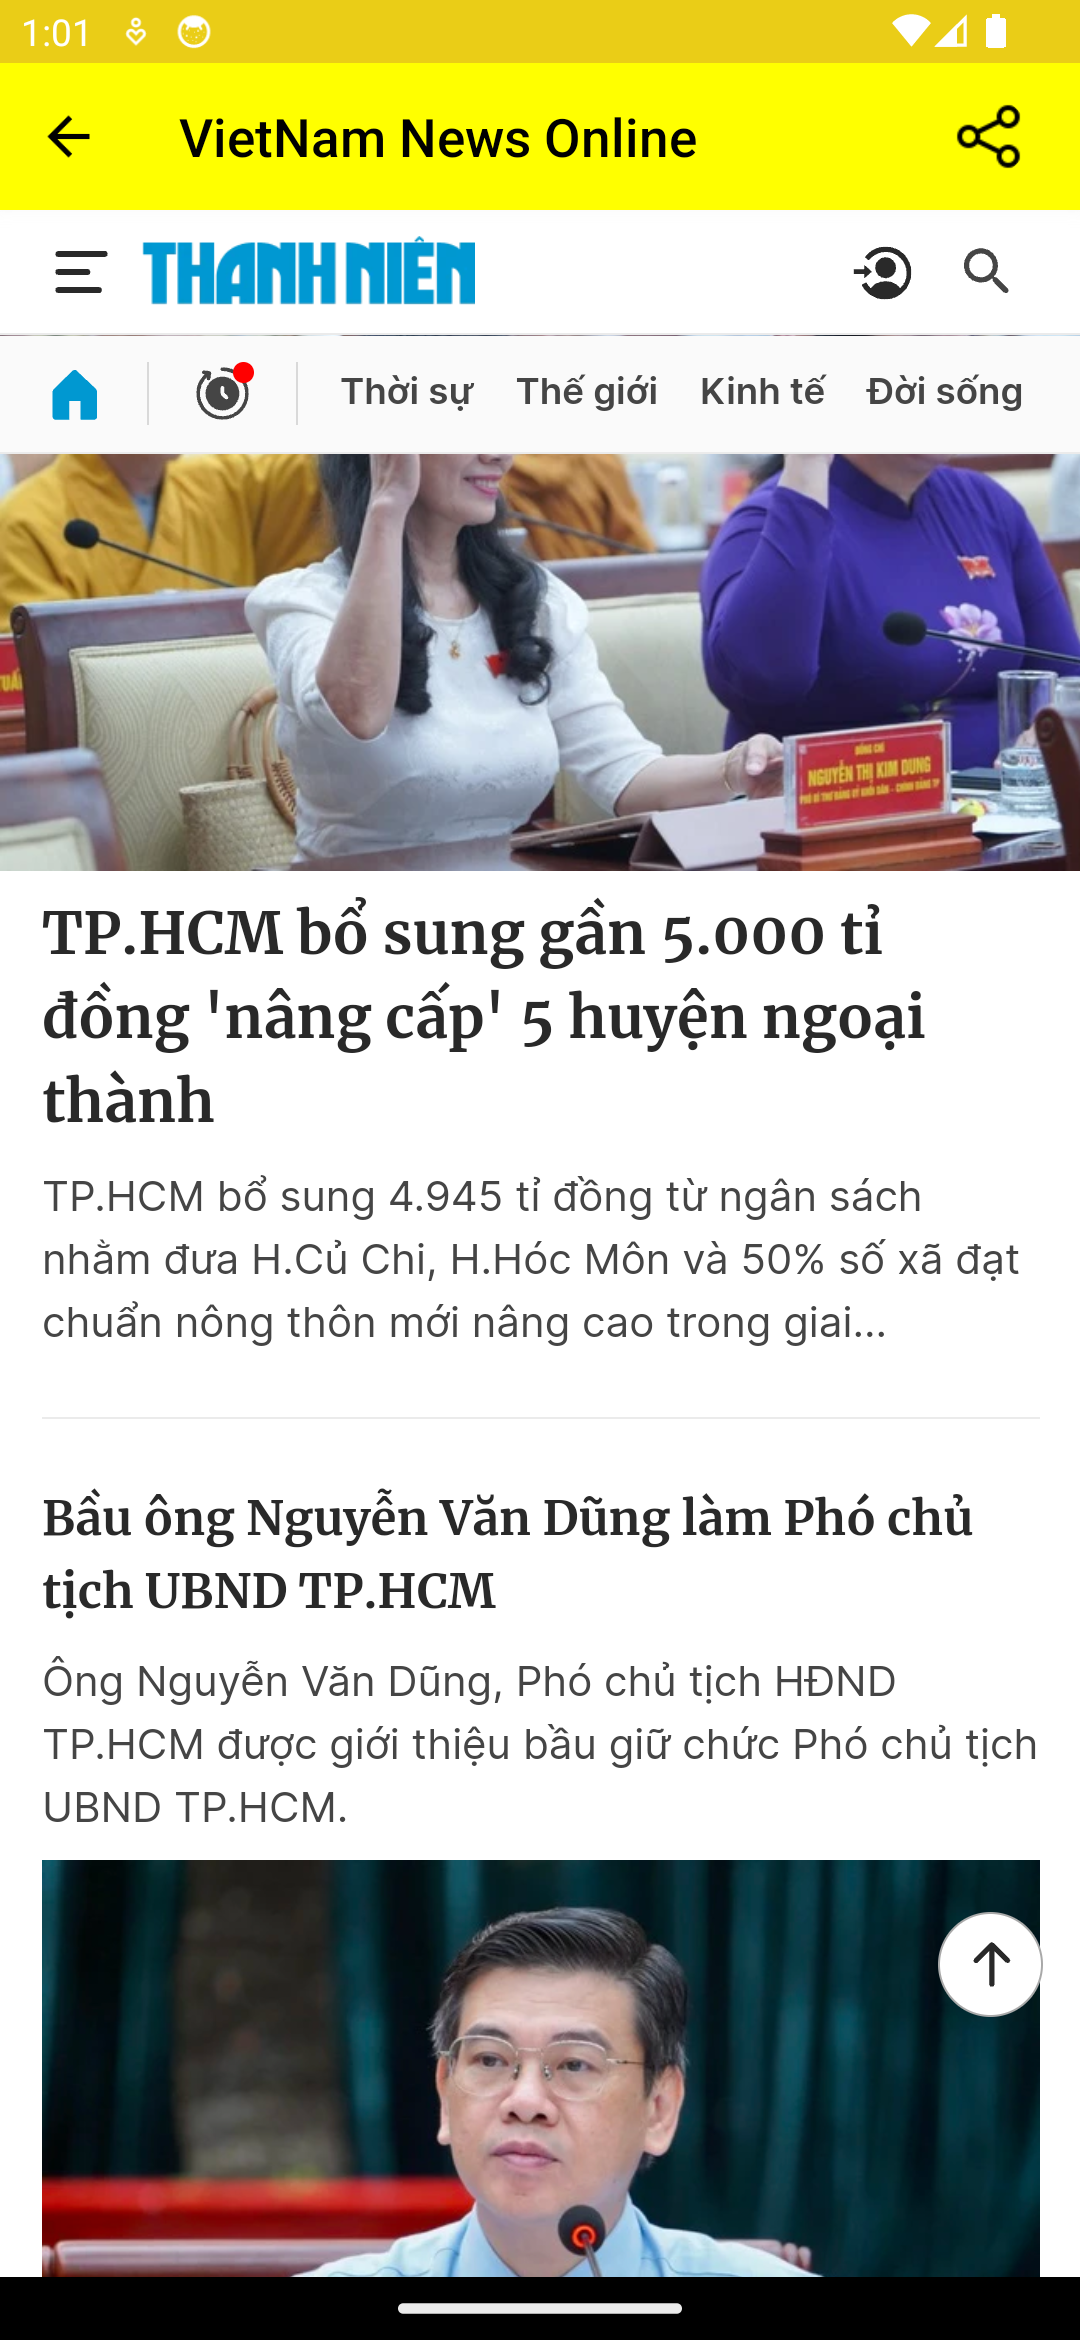 1:01
VietNam News Online
THANH NIÊN
Thời sự Thế giới Kinh tế Đời sống
ĐỒNG CHÍ
NGUYỄN THỊ KIM DUNG
TP.HCM bổ sung gần 5.000 tỉ
đồng 'nâng cấp' 5 huyện ngoại
thành
TP.HCM bổ sung 4.945 tỉ đồng từ ngân sách
nhằm đưa H.Củ Chi, H.Hóc Môn và 50% số xã đạt
chuẩn nông thôn mới nâng cao trong giai...
Bầu ông Nguyễn Văn Dũng làm Phó chủ
tịch UBND TP.HCM
Ông Nguyễn Văn Dũng, Phó chủ tịch HĐND
TP.HCM được giới thiệu bầu giữ chức Phó chủ tịch
UBND TP.HCM.